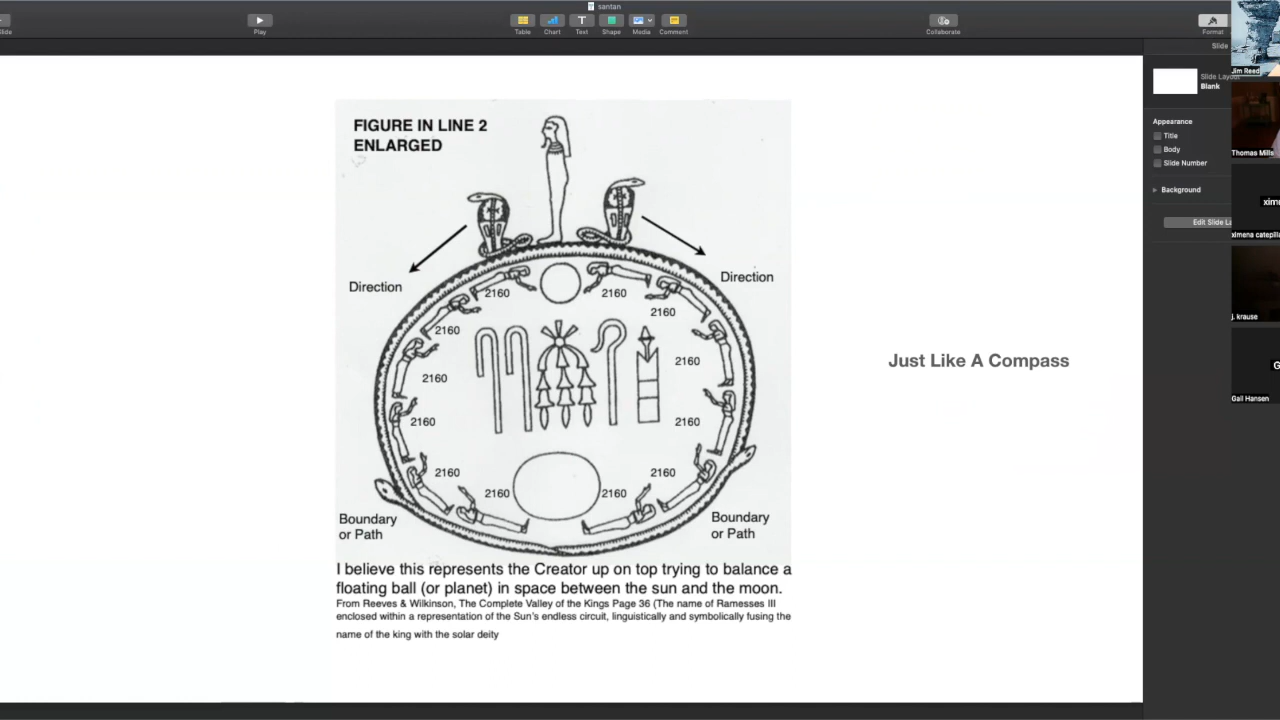 santan
Slide
Play
Table
Chart
Text
Shape
Media
Comment
Collaborate
Format
Slide
Jim Reed
Slide Layou
Blank
Thomas Mills
Appearance
Title
Body
Slide Number
Background
Edit Slide La
xim
ximena catepilla
j. krause
G
Gail Hansen
FIGURE IN LINE 2
ENLARGED
Direction
Direction
2160
2160
2160
2160
2160
2160
2160
2160
2160
2160
2160
2160
Boundary
or Path
Boundary
or Path
Just Like A Compass
I believe this represents the Creator up on top trying to balance a
floating ball (or planet) in space between the sun and the moon.
From Reeves & Wilkinson, The Complete Valley of the Kings Page 36 (The name of Ramesses III
enclosed within a representation of the Sun's endless circuit, linguistically and symbolically fusing the
name of the king with the solar deity